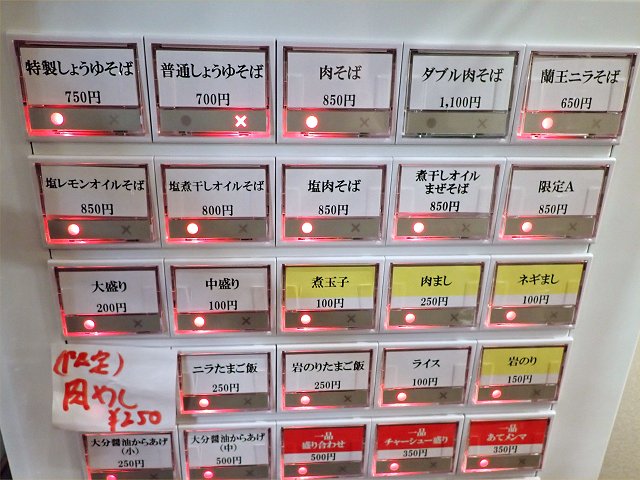 特製しょうゆそば
750円
普通しょうゆそば
700円
肉そば
850円
ダブル肉そば
1,100円
蘭王ニラそば
650円
塩レモンオイルそば
850円
塩煮干しオイルそば
800円
塩肉そば
850円
煮干しオイル
まぜそば
850円
限定A
850円
大盛り
200円
中盛り
100円
煮玉子
100円
肉まし
250円
ネギまし
100円
(限定)
肉めし
¥250
ニラたまご飯
250円
岩のりたまご飯
250円
ライス
100円
岩のり
150円
大分醤油からあげ
(小)
250円
大分醤油からあげ
(中)
500円
一品
盛り合わせ
500円
一品
チャーシュー盛り
350円
一品
あてメンマ
350円